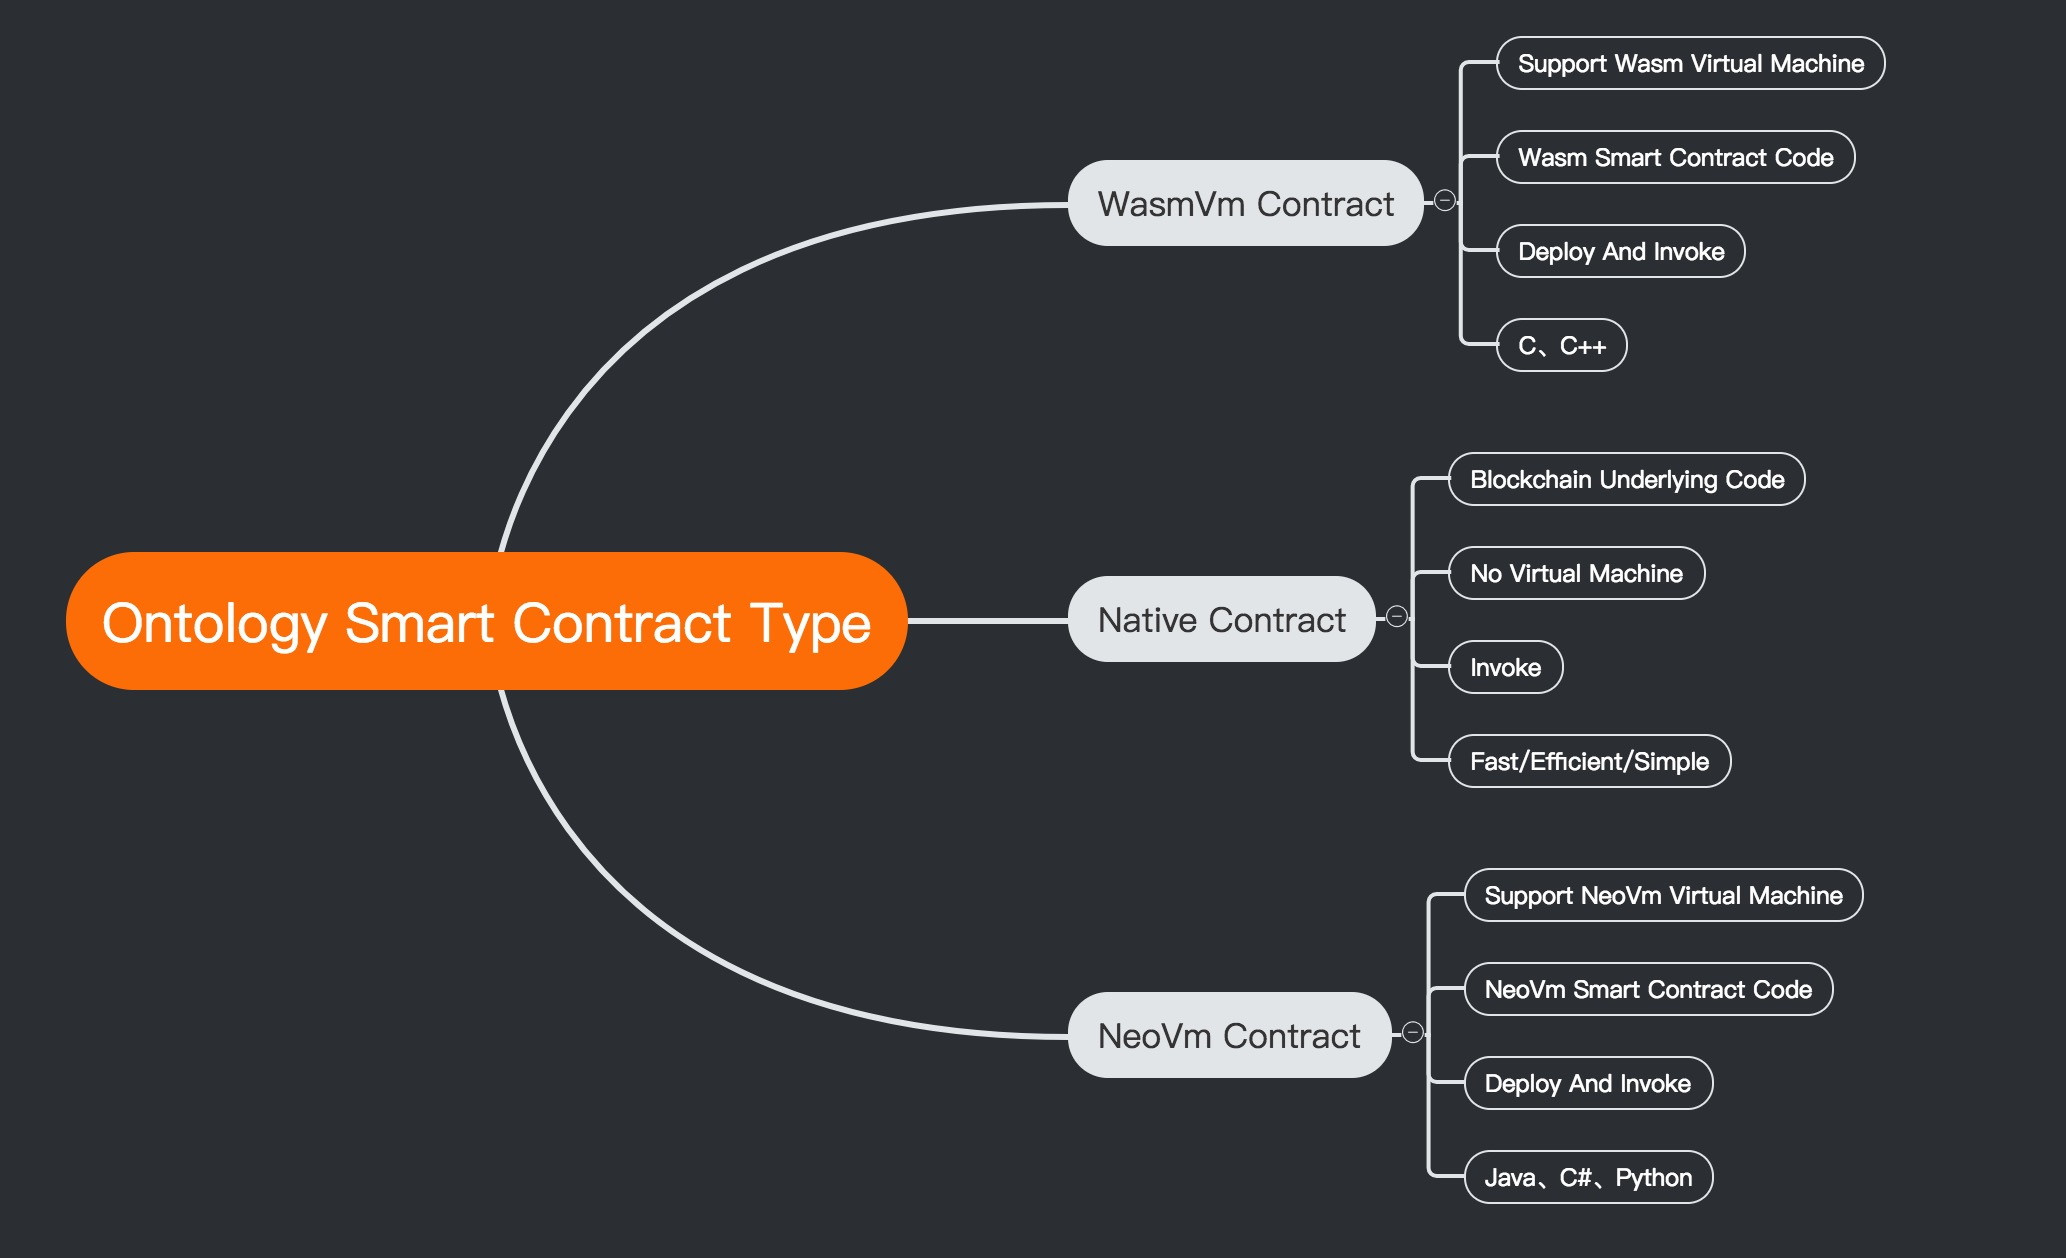 Ontology Smart Contract Type
WasmVm Contract
Support Wasm Virtual Machine
Wasm Smart Contract Code
Deploy And Invoke
C、C++
Native Contract
Blockchain Underlying Code
No Virtual Machine
Invoke
Fast/Efficient/Simple
NeoVm Contract
Support NeoVm Virtual Machine
NeoVm Smart Contract Code
Deploy And Invoke
Java、C#、Python